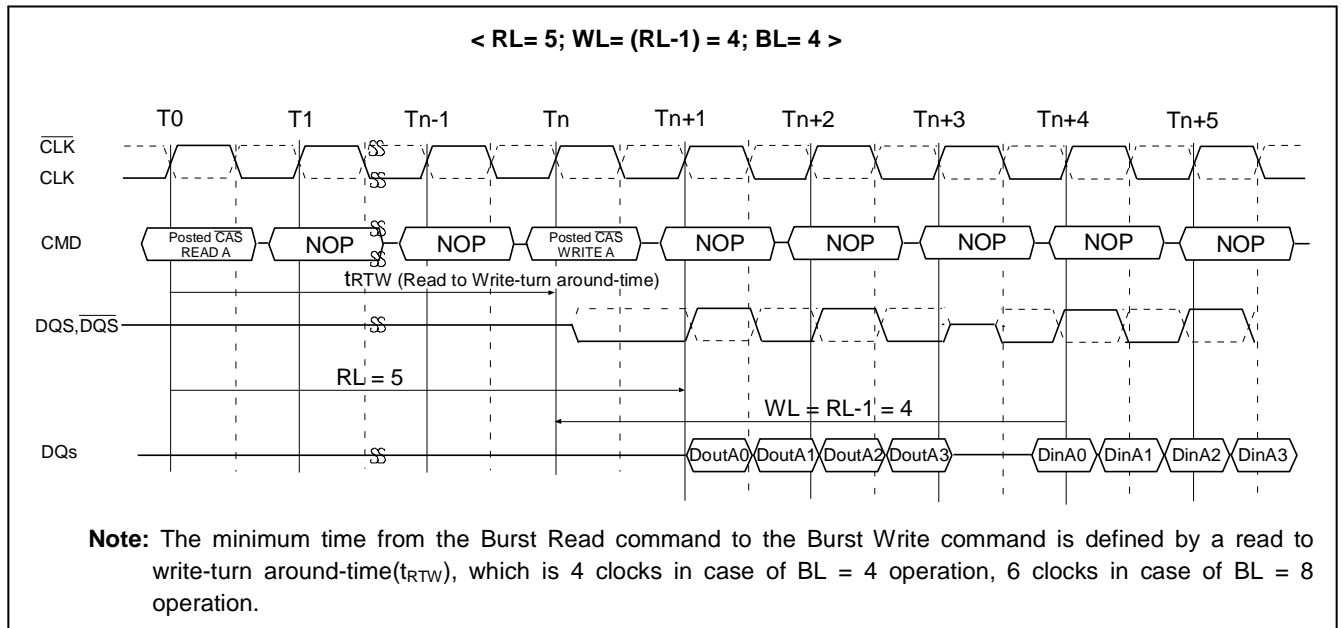 < RL= 5; WL= (RL-1) = 4; BL= 4 >
T0 T1 Tn-1 Tn Tn+1 Tn+2 Tn+3 Tn+4 Tn+5
C̅L̅K̅
CLK
CMD Posted C̅A̅S̅ READ A NOP NOP Posted C̅A̅S̅ WRITE A NOP NOP NOP NOP NOP
tRTW (Read to Write-turn around-time)
DQS,D̅Q̅S̅
RL = 5
WL = RL-1 = 4
DQs DoutA0 DoutA1 DoutA2 DoutA3 DinA0 DinA1 DinA2 DinA3
Note: The minimum time from the Burst Read command to the Burst Write command is defined by a read to
write-turn around-time(tRTW), which is 4 clocks in case of BL = 4 operation, 6 clocks in case of BL = 8
operation.